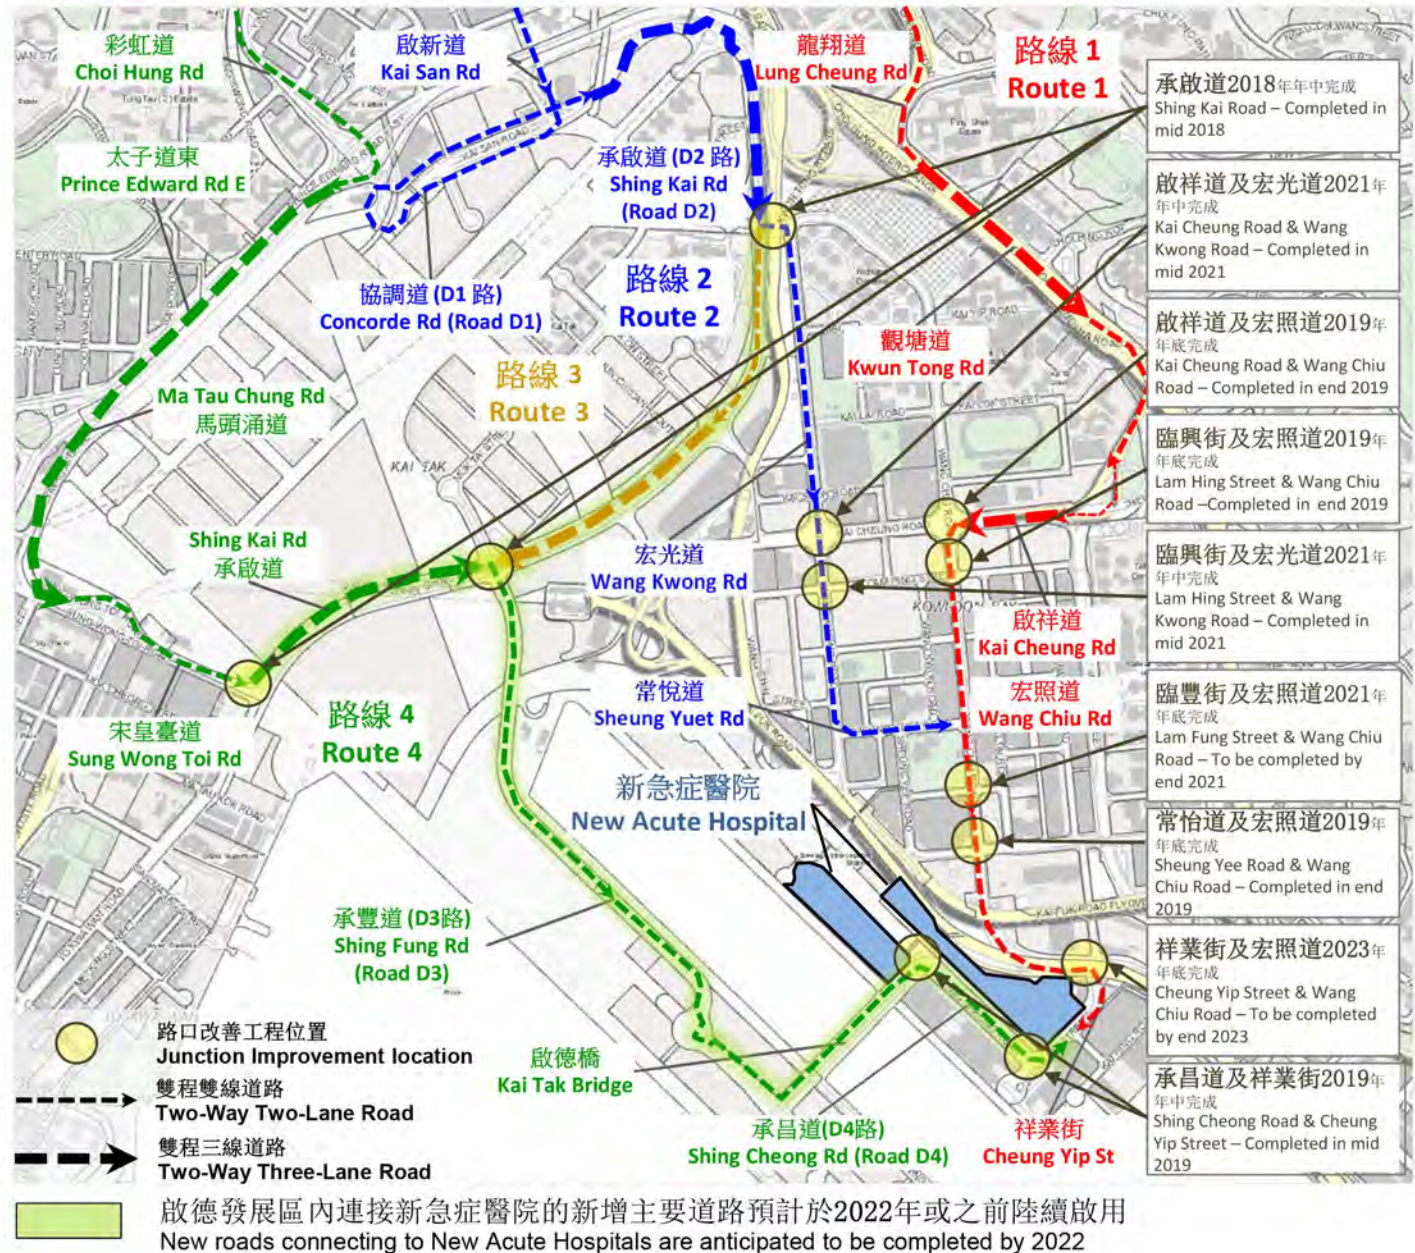 彩虹道
Choi Hung Rd
啟新道
Kai San Rd
龍翔道
Lung Cheung Rd
路線 1
Route 1
太子道東
Prince Edward Rd E
承啟道 (D2 路)
Shing Kai Rd
(Road D2)
協調道 (D1 路)
Concorde Rd (Road D1)
路線 2
Route 2
觀塘道
Kwun Tong Rd
路線 3
Route 3
Ma Tau Chung Rd
馬頭涌道
KAI TAK
KAI SAN ROAD
Shing Kai Rd
承啟道
宏光道
Wang Kwong Rd
啟祥道
Kai Cheung Rd
常悅道
Sheung Yuet Rd
宏照道
Wang Chiu Rd
宋皇臺道
Sung Wong Toi Rd
路線 4
Route 4
新急症醫院
New Acute Hospital
承豐道 (D3路)
Shing Fung Rd
(Road D3)
啟德橋
Kai Tak Bridge
承昌道(D4路)
Shing Cheong Rd (Road D4)
祥業街
Cheung Yip St
承啟道2018年年中完成
Shing Kai Road – Completed in
mid 2018
啟祥道及宏光道2021年
年中完成
Kai Cheung Road & Wang
Kwong Road – Completed in
mid 2021
啟祥道及宏照道2019年
年底完成
Kai Cheung Road & Wang Chiu
Road – Completed in end 2019
臨興街及宏照道2019年
年底完成
Lam Hing Street & Wang Chiu
Road –Completed in end 2019
臨興街及宏光道2021年
年中完成
Lam Hing Street & Wang
Kwong Road – Completed in
mid 2021
臨豐街及宏照道2021年
年底完成
Lam Fung Street & Wang Chiu
Road – To be completed by
end 2021
常怡道及宏照道2019年
年底完成
Sheung Yee Road & Wang
Chiu Road – Completed in end
2019
祥業街及宏照道2023年
年底完成
Cheung Yip Street & Wang
Chiu Road – To be completed
by end 2023
承昌道及祥業街2019年
年中完成
Shing Cheong Road & Cheung
Yip Street – Completed in mid
2019
路口改善工程位置
Junction Improvement location
雙程雙線道路
Two-Way Two-Lane Road
雙程三線道路
Two-Way Three-Lane Road
啟德發展區內連接新急症醫院的新增主要道路預計於2022年或之前陸續啟用
New roads connecting to New Acute Hospitals are anticipated to be completed by 2022